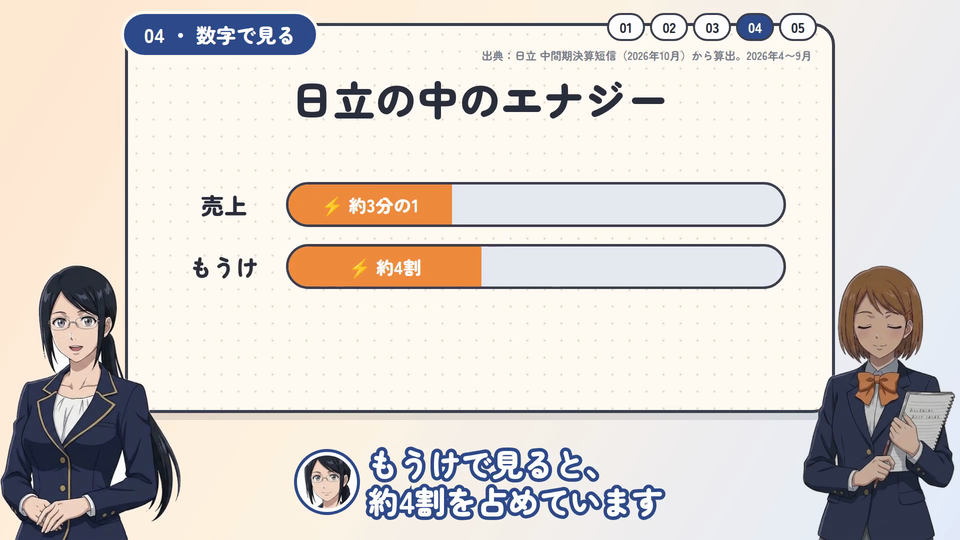 04 ・ 数字で見る
01 02 03 04 05
出典：日立 中間期決算短信（2026年10月）から算出。2026年4〜9月
日立の中のエナジー
売上
⚡ 約3分の1
もうけ
⚡ 約4割
もうけで見ると、
約4割を占めています